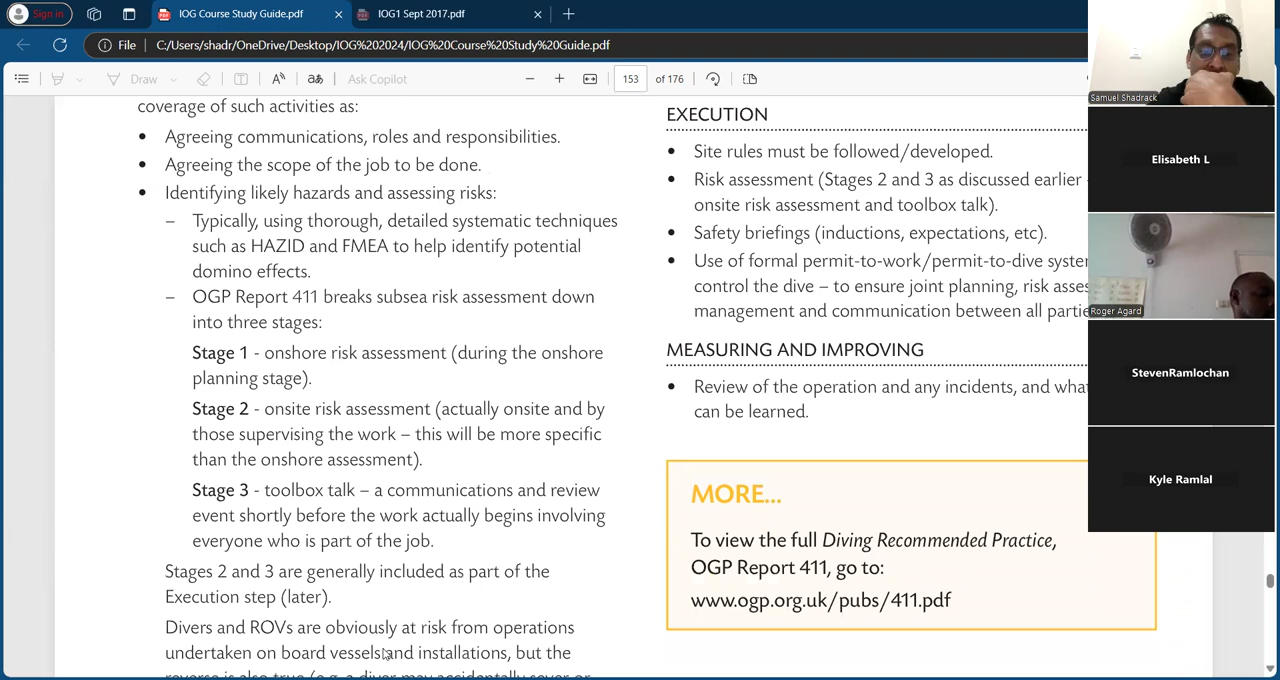 Sign in
IOG Course Study Guide.pdf
IOG1 Sept 2017.pdf
File
C:/Users/shadr/OneDrive/Desktop/IOG%202024/IOG%20Course%20Study%20Guide.pdf
Draw
Ask Copilot
153 of 176
coverage of such activities as:
• Agreeing communications, roles and responsibilities.
• Agreeing the scope of the job to be done.
• Identifying likely hazards and assessing risks:
– Typically, using thorough, detailed systematic techniques
such as HAZID and FMEA to help identify potential
domino effects.
– OGP Report 411 breaks subsea risk assessment down
into three stages:
Stage 1 - onshore risk assessment (during the onshore
planning stage).
Stage 2 - onsite risk assessment (actually onsite and by
those supervising the work – this will be more specific
than the onshore assessment).
Stage 3 - toolbox talk – a communications and review
event shortly before the work actually begins involving
everyone who is part of the job.
Stages 2 and 3 are generally included as part of the
Execution step (later).
Divers and ROVs are obviously at risk from operations
undertaken on board vessels and installations, but the
reverse is also true (e.g. a diver may accidentally sever or
EXECUTION
• Site rules must be followed/developed.
• Risk assessment (Stages 2 and 3 as discussed earlier -
onsite risk assessment and toolbox talk).
• Safety briefings (inductions, expectations, etc).
• Use of formal permit-to-work/permit-to-dive syste
control the dive – to ensure joint planning, risk asses
management and communication between all partie
MEASURING AND IMPROVING
• Review of the operation and any incidents, and wha
can be learned.
MORE...
To view the full Diving Recommended Practice,
OGP Report 411, go to:
www.ogp.org.uk/pubs/411.pdf
Samuel Shadrack
Elisabeth L
Roger Agard
StevenRamlochan
Kyle Ramlal